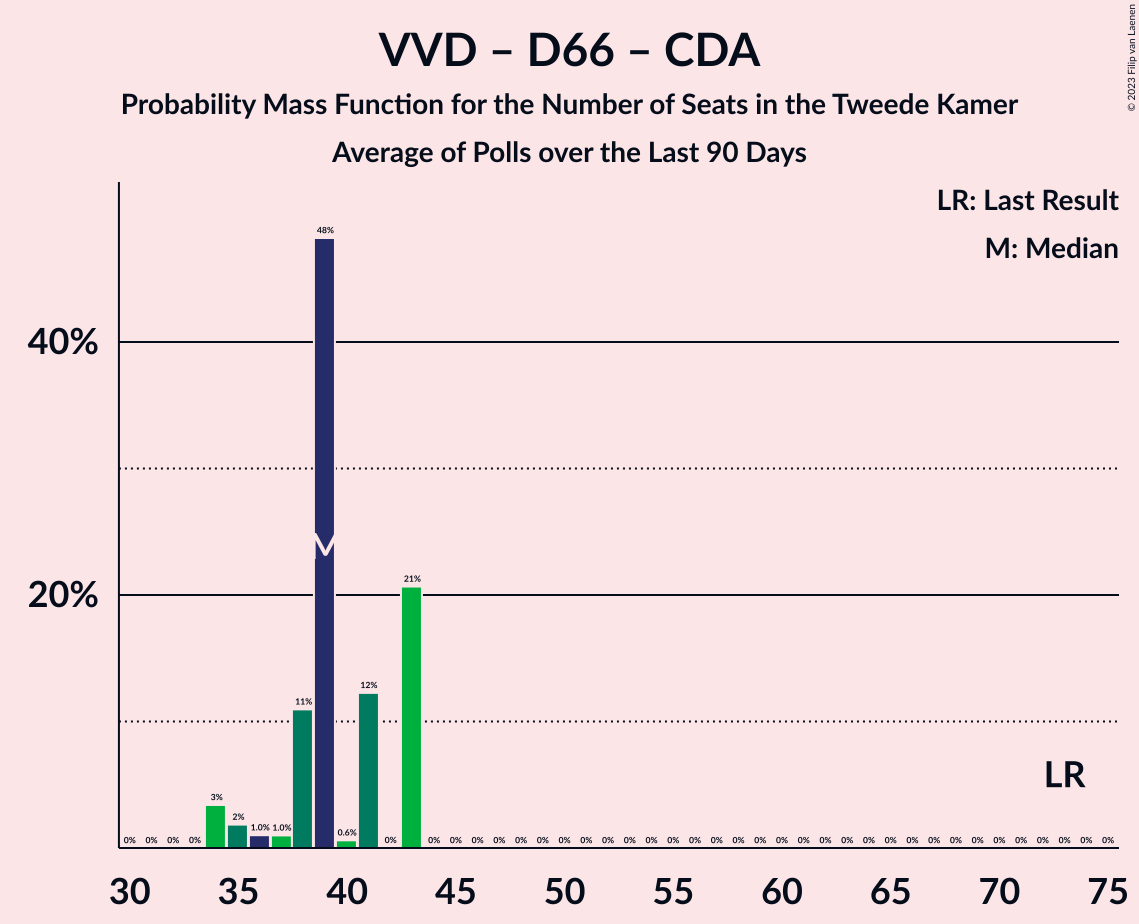 VVD – D66 – CDA
Probability Mass Function for the Number of Seats in the Tweede Kamer
Average of Polls over the Last 90 Days
© 2023 Filip van Laenen
LR: Last Result
M: Median
48%
40%
M
20%
21%
12%
11%
LR
3%
2%
1.0% 1.0%
0.6%
0% 0% 0% 0% 0% 0% 0% 0% 0% 0% 0% 0% 0% 0% 0% 0% 0% 0% 0% 0% 0% 0% 0% 0% 0% 0% 0% 0% 0% 0% 0% 0% 0% 0% 0% 0% 0%
30 35 40 45 50 55 60 65 70 75